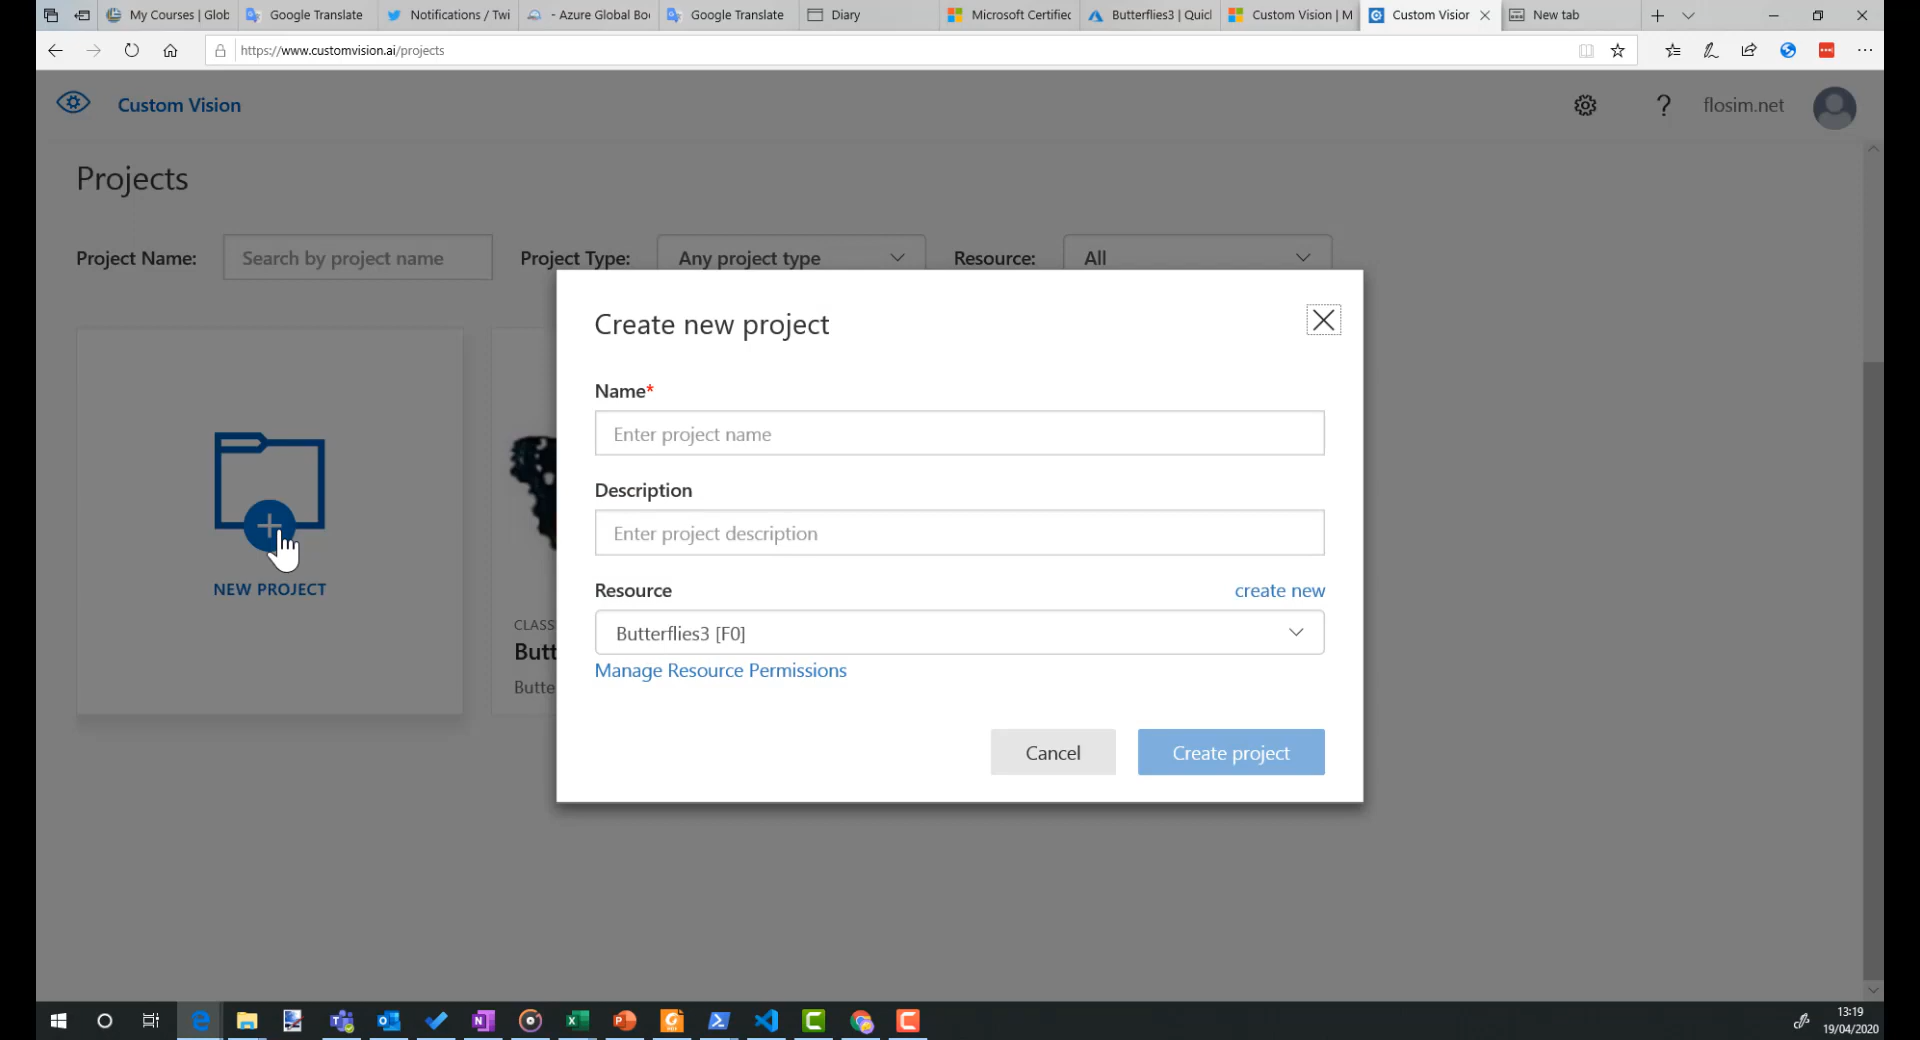 My Courses | Glob
Google Translate
Notifications / Twi
- Azure Global Bo
Google Translate
Diary
Microsoft Certified
Butterflies3 | Quicl
Custom Vision | M
Custom Vision
New tab
https://www.customvision.ai/projects
Custom Vision
? flosim.net
Projects
Project Name: Search by project name Project Type: Any project type Resource: All
Create new project
Name*
Enter project name
Description
Enter project description
NEW PROJECT
Resource create new
CLASS
Butterflies3 [F0]
Butt
Manage Resource Permissions
Butte
Cancel Create project
13:19
19/04/2020